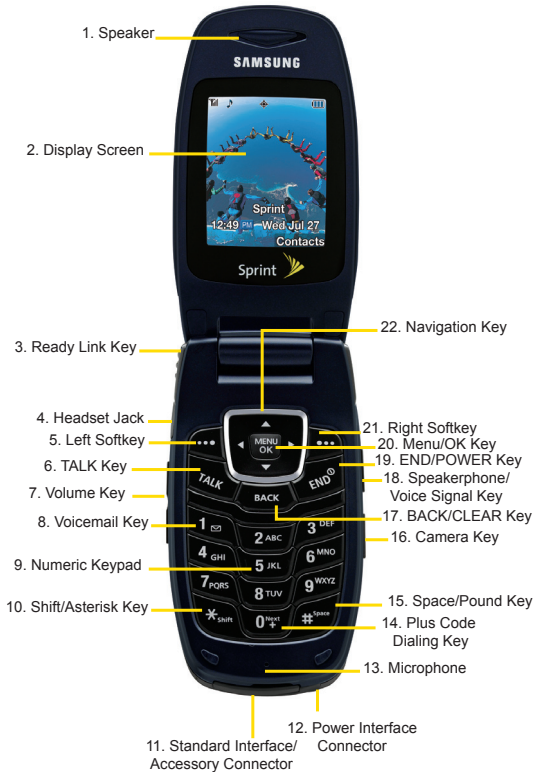 1. Speaker
SAMSUNG
2. Display Screen
Sprint
12:49 PM Wed Jul 27
Contacts
Sprint
22. Navigation Key
3. Ready Link Key
4. Headset Jack
21. Right Softkey
5. Left Softkey
MENU
OK
20. Menu/OK Key
6. TALK Key
19. END/POWER Key
TALK
END
18. Speakerphone/
Voice Signal Key
7. Volume Key
BACK
17. BACK/CLEAR Key
8. Voicemail Key
1
2 ABC
3 DEF
16. Camera Key
4 GHI
5 JKL
6 MNO
9. Numeric Keypad
7 PQRS
8 TUV
9 WXYZ
10. Shift/Asterisk Key
* Shift
0 Next +
# Space
15. Space/Pound Key
14. Plus Code
Dialing Key
13. Microphone
12. Power Interface
Connector
11. Standard Interface/
Accessory Connector